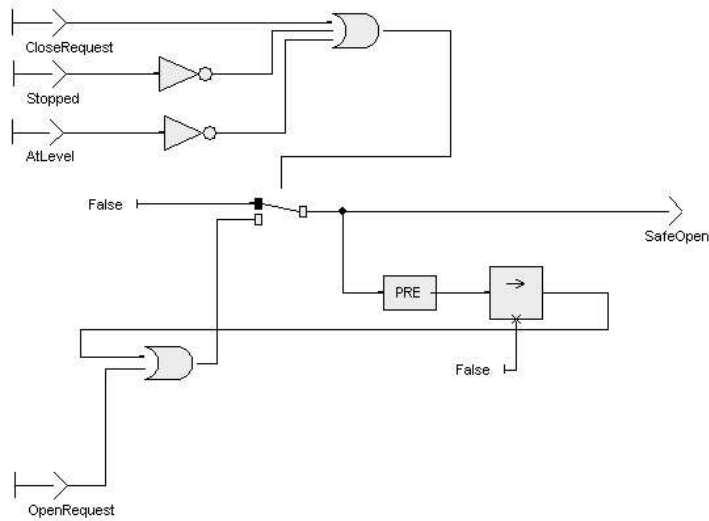 CloseRequest
Stopped
AtLevel
False
SafeOpen
PRE
False
OpenRequest